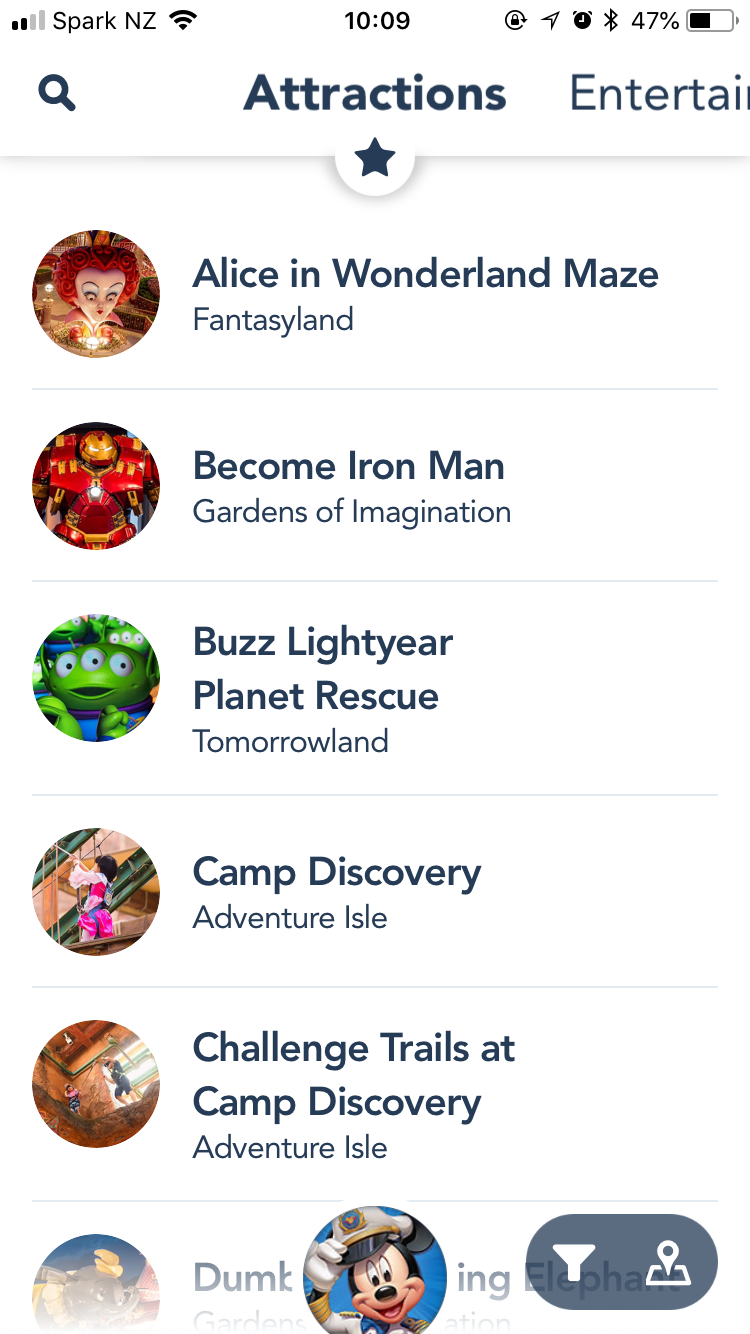 Spark NZ 10:09 47%
Attractions Entertai
Alice in Wonderland Maze
Fantasyland
Become Iron Man
Gardens of Imagination
Buzz Lightyear
Planet Rescue
Tomorrowland
Camp Discovery
Adventure Isle
Challenge Trails at
Camp Discovery
Adventure Isle
Dumb ing Elephant
Gardens ation